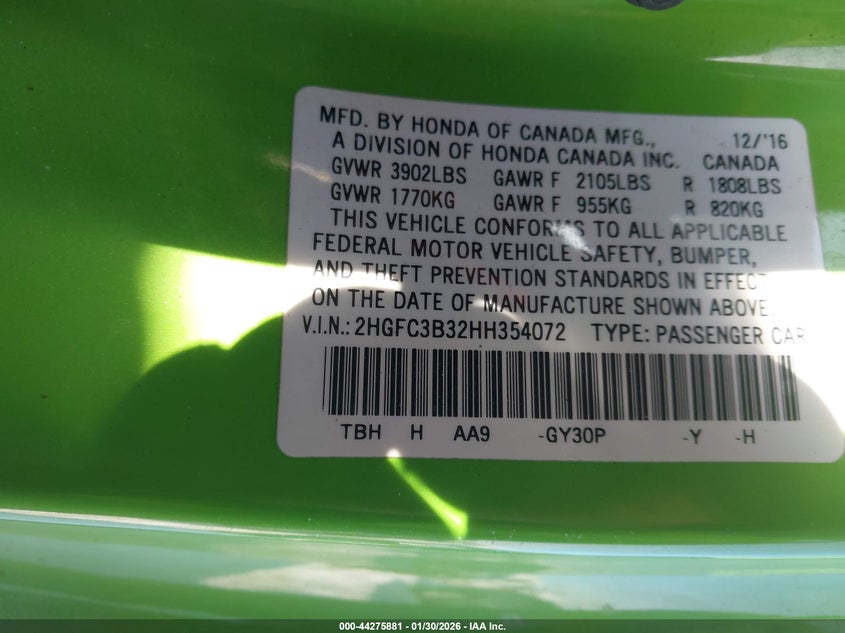 MFD. BY HONDA OF CANADA MFG., 12/'16
A DIVISION OF HONDA CANADA INC. CANADA
GVWR 3902LBS GAWR F 2105LBS R 1808LBS
GVWR 1770KG GAWR F 955KG R 820KG
THIS VEHICLE CONFORMS TO ALL APPLICABLE
FEDERAL MOTOR VEHICLE SAFETY, BUMPER,
AND THEFT PREVENTION STANDARDS IN EFFECT
ON THE DATE OF MANUFACTURE SHOWN ABOVE.
V.I.N.: 2HGFC3B32HH354072 TYPE: PASSENGER CAR
TBH H AA9 -GY30P -Y -H
000-44275881 - 01/30/2026 - IAA Inc.